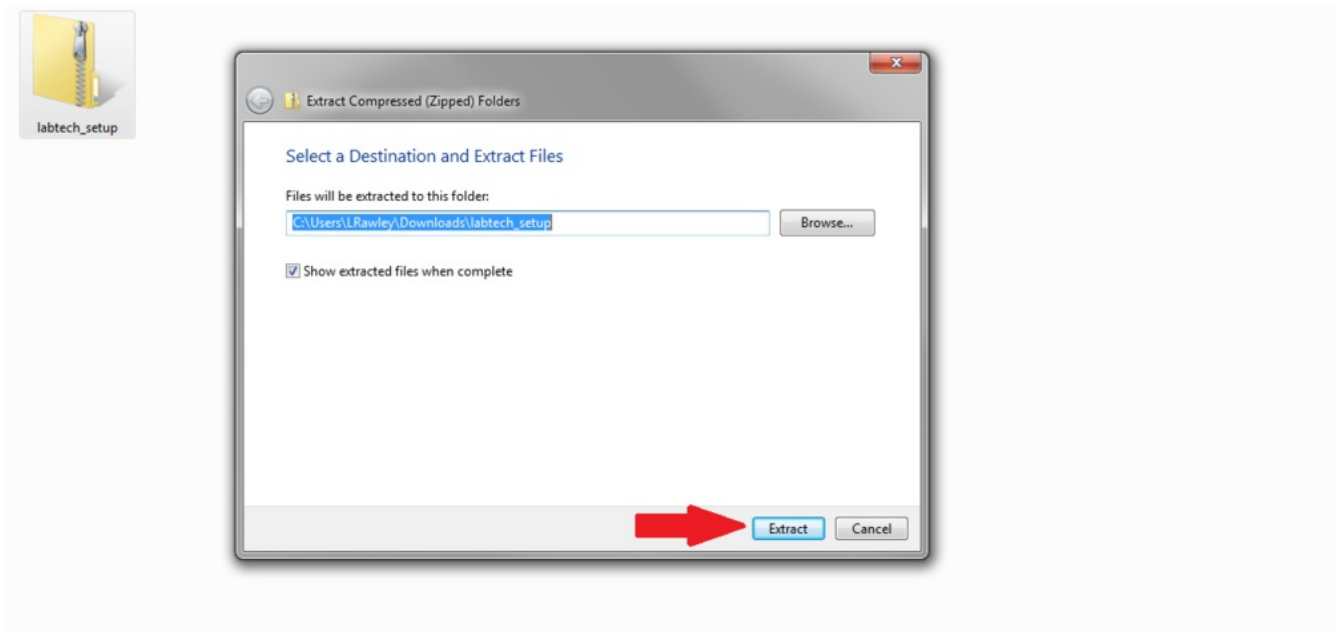 labtech_setup
Extract Compressed (Zipped) Folders
Select a Destination and Extract Files
Files will be extracted to this folder:
C:\Users\LRawley\Downloads\labtech_setup
Browse...
Show extracted files when complete
Extract
Cancel